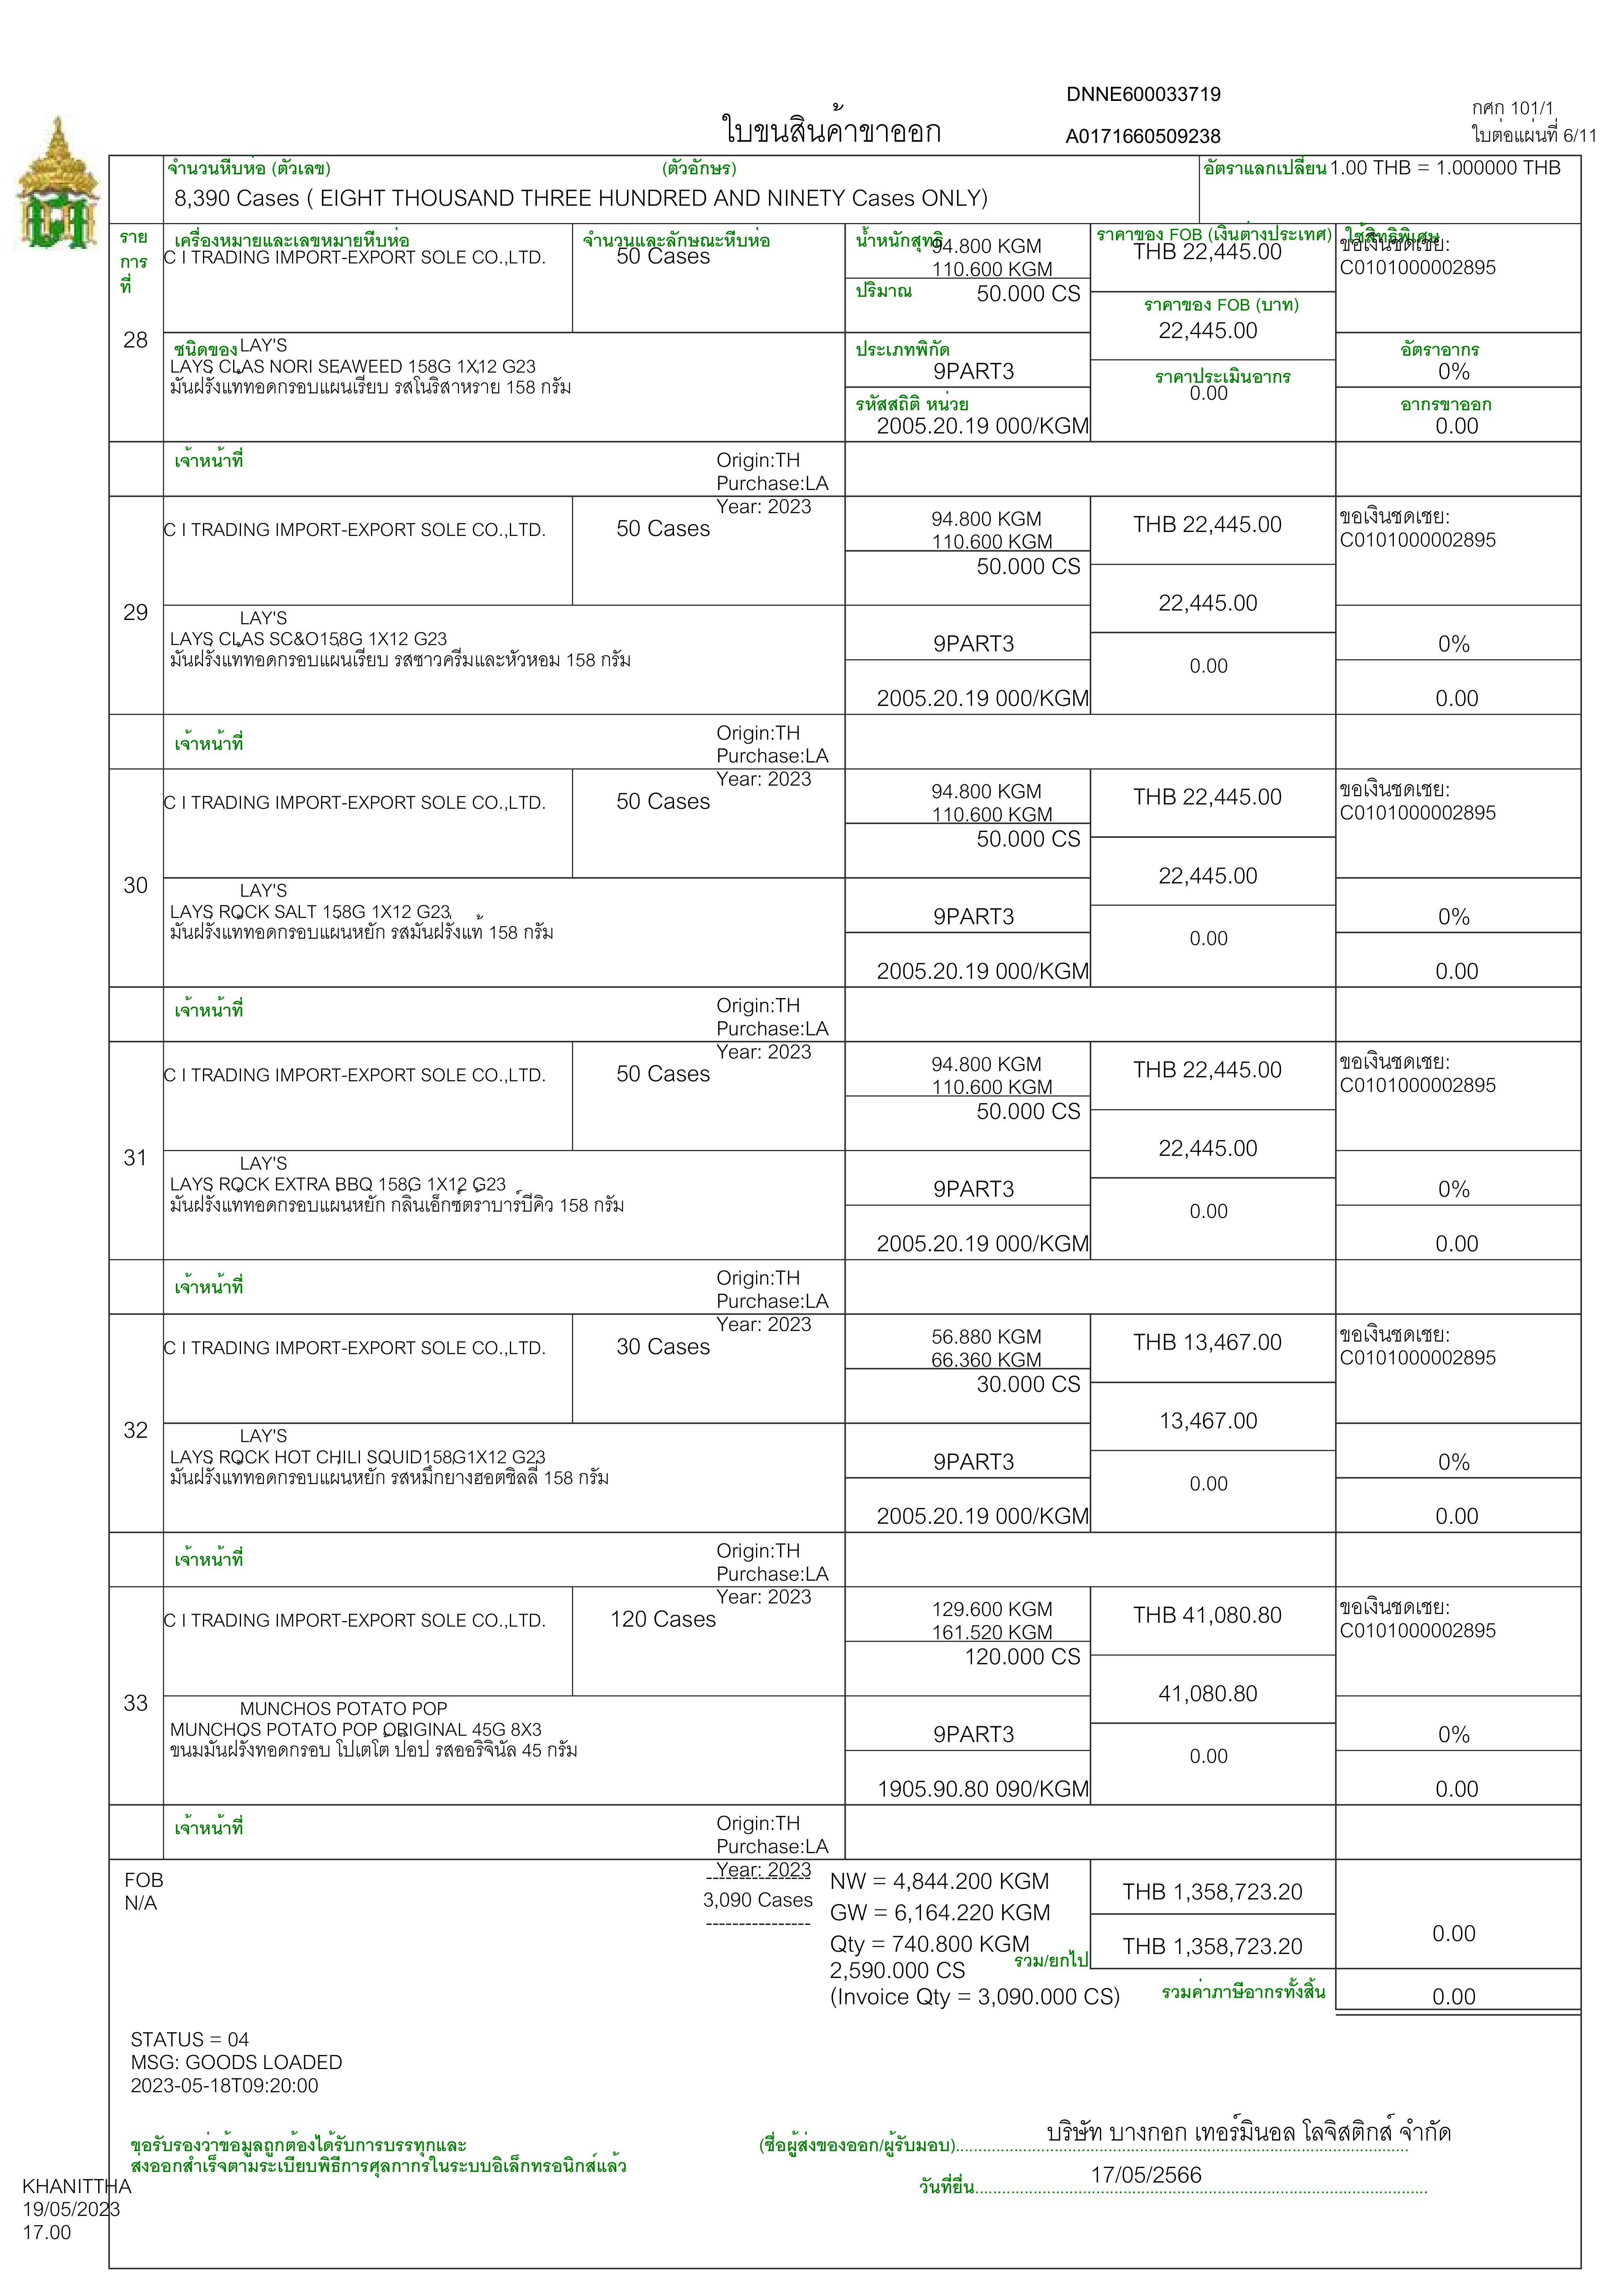 DNNE600033719
กศก 101/1
ใบขนสินค้าขาออก
A0171660509238
ใบต่อแผ่นที่ 6/11
จำนวนหีบห่อ (ตัวเลข) (ตัวอักษร) อัตราแลกเปลี่ยน 1.00 THB = 1.000000 THB
8,390 Cases ( EIGHT THOUSAND THREE HUNDRED AND NINETY Cases ONLY)
ราย
การ
ที่
เครื่องหมายและเลขหมายหีบห่อ จำนวนและลักษณะหีบห่อ น้ำหนักสุทธิ ราคาของ FOB (เงินต่างประเทศ) ใช้สิทธิพิเศษ
C I TRADING IMPORT-EXPORT SOLE CO.,LTD. 50 Cases 94.800 KGM THB 22,445.00 ขอเงินชดเชย:
110.600 KGM C0101000002895
ปริมาณ 50.000 CS
ราคาของ FOB (บาท)
22,445.00
28
ชนิดของ LAY'S ประเภทพิกัด อัตราอากร
LAYS CLAS NORI SEAWEED 158G 1X12 G23 9PART3 0%
มันฝรั่งแท้ทอดกรอบแผ่นเรียบ รสโนริสาหราย 158 กรัม ราคาประเมินอากร
0.00
รหัสสถิติ หน่วย อากรขาออก
2005.20.19 000/KGM 0.00
เจ้าหน้าที่ Origin:TH
Purchase:LA
Year: 2023
C I TRADING IMPORT-EXPORT SOLE CO.,LTD. 50 Cases 94.800 KGM THB 22,445.00 ขอเงินชดเชย:
110.600 KGM C0101000002895
50.000 CS
22,445.00
29
LAY'S
LAYS CLAS SC&O158G 1X12 G23 9PART3 0%
มันฝรั่งแท้ทอดกรอบแผ่นเรียบ รสซาวครีมและหัวหอม 158 กรัม 0.00
2005.20.19 000/KGM 0.00
เจ้าหน้าที่ Origin:TH
Purchase:LA
Year: 2023
C I TRADING IMPORT-EXPORT SOLE CO.,LTD. 50 Cases 94.800 KGM THB 22,445.00 ขอเงินชดเชย:
110.600 KGM C0101000002895
50.000 CS
22,445.00
30
LAY'S
LAYS ROCK SALT 158G 1X12 G23 9PART3 0%
มันฝรั่งแท้ทอดกรอบแผ่นหยัก รสมันฝรั่งแท้ 158 กรัม 0.00
2005.20.19 000/KGM 0.00
เจ้าหน้าที่ Origin:TH
Purchase:LA
Year: 2023
C I TRADING IMPORT-EXPORT SOLE CO.,LTD. 50 Cases 94.800 KGM THB 22,445.00 ขอเงินชดเชย:
110.600 KGM C0101000002895
50.000 CS
22,445.00
31
LAY'S
LAYS ROCK EXTRA BBQ 158G 1X12 G23 9PART3 0%
มันฝรั่งแท้ทอดกรอบแผ่นหยัก กลิ่นเอ็กซ์ตร้าบาร์บีคิว 158 กรัม 0.00
2005.20.19 000/KGM 0.00
เจ้าหน้าที่ Origin:TH
Purchase:LA
Year: 2023
C I TRADING IMPORT-EXPORT SOLE CO.,LTD. 30 Cases 56.880 KGM THB 13,467.00 ขอเงินชดเชย:
66.360 KGM C0101000002895
30.000 CS
13,467.00
32
LAY'S
LAYS ROCK HOT CHILI SQUID158G1X12 G23 9PART3 0%
มันฝรั่งแท้ทอดกรอบแผ่นหยัก รสหมึกย่างฮอตชิลลี่ 158 กรัม 0.00
2005.20.19 000/KGM 0.00
เจ้าหน้าที่ Origin:TH
Purchase:LA
Year: 2023
C I TRADING IMPORT-EXPORT SOLE CO.,LTD. 120 Cases 129.600 KGM THB 41,080.80 ขอเงินชดเชย:
161.520 KGM C0101000002895
120.000 CS
41,080.80
33
MUNCHOS POTATO POP
MUNCHOS POTATO POP ORIGINAL 45G 8X3 9PART3 0%
ขนมมันฝรั่งทอดกรอบ โปเตโต้ ป๊อป รสออริจินัล 45 กรัม 0.00
1905.90.80 090/KGM 0.00
เจ้าหน้าที่ Origin:TH
Purchase:LA
Year: 2023
FOB ---------------- NW = 4,844.200 KGM THB 1,358,723.20
N/A 3,090 Cases
---------------- GW = 6,164.220 KGM 0.00
Qty = 740.800 KGM รวม/ยกไป THB 1,358,723.20
2,590.000 CS
(Invoice Qty = 3,090.000 CS) รวมค่าภาษีอากรทั้งสิ้น 0.00
STATUS = 04
MSG: GOODS LOADED
2023-05-18T09:20:00
ขอรับรองว่าข้อมูลถูกต้องได้รับการบรรทุกและ
ส่งออกสำเร็จตามระเบียบพิธีการศุลกากรในระบบอิเล็กทรอนิกส์แล้ว
(ชื่อผู้ส่งของออก/ผู้รับมอบ) บริษัท บางกอก เทอร์มินอล โลจิสติกส์ จำกัด
วันที่ยื่น 17/05/2566
KHANITTHA
19/05/2023
17.00